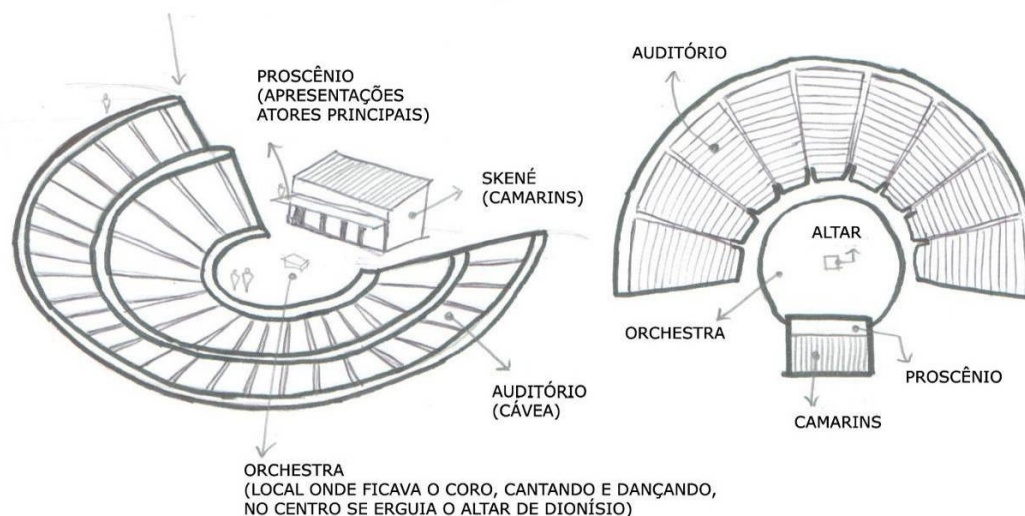 PROSCÊNIO
(APRESENTAÇÕES
ATORES PRINCIPAIS)
SKENÉ
(CAMARINS)
AUDITÓRIO
(CÁVEA)
ORCHESTRA
(LOCAL ONDE FICAVA O CORO, CANTANDO E DANÇANDO,
NO CENTRO SE ERGUIA O ALTAR DE DIONÍSIO)
AUDITÓRIO
ALTAR
ORCHESTRA
PROSCÊNIO
CAMARINS